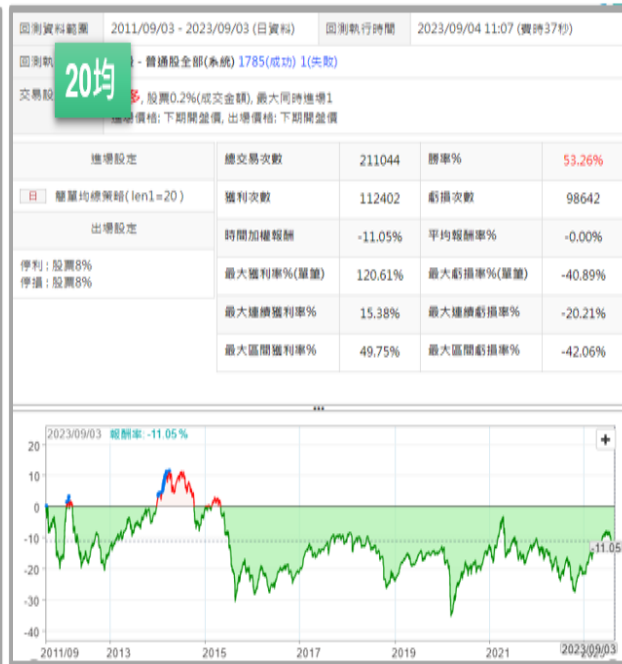 回測資料範圍 2011/09/03 - 2023/09/03 (日資料) 回測執行時間 2023/09/04 11:07 (費時37秒)
回測執 - 普通股全部(系統) 1785(成功) 1(失敗)
20均
交易股 多, 股票0.2%(成交金額), 最大同時進場1
進場價格: 下期開盤價, 出場價格: 下期開盤價
進場設定 總交易次數 211044 勝率% 53.26%
日 簡單均線策略(len1=20) 獲利次數 112402 虧損次數 98642
出場設定 時間加權報酬 -11.05% 平均報酬率% -0.00%
停利: 股票8%
停損: 股票8%
最大獲利率%(單筆) 120.61% 最大虧損率%(單筆) -40.89%
最大連續獲利率% 15.38% 最大連續虧損率% -20.21%
最大區間獲利率% 49.75% 最大區間虧損率% -42.06%
2023/09/03 報酬率: -11.05%
20
10
0
-10
-11.05
-20
-30
-40
2011/09 2013 2015 2017 2019 2021 2023/09/03